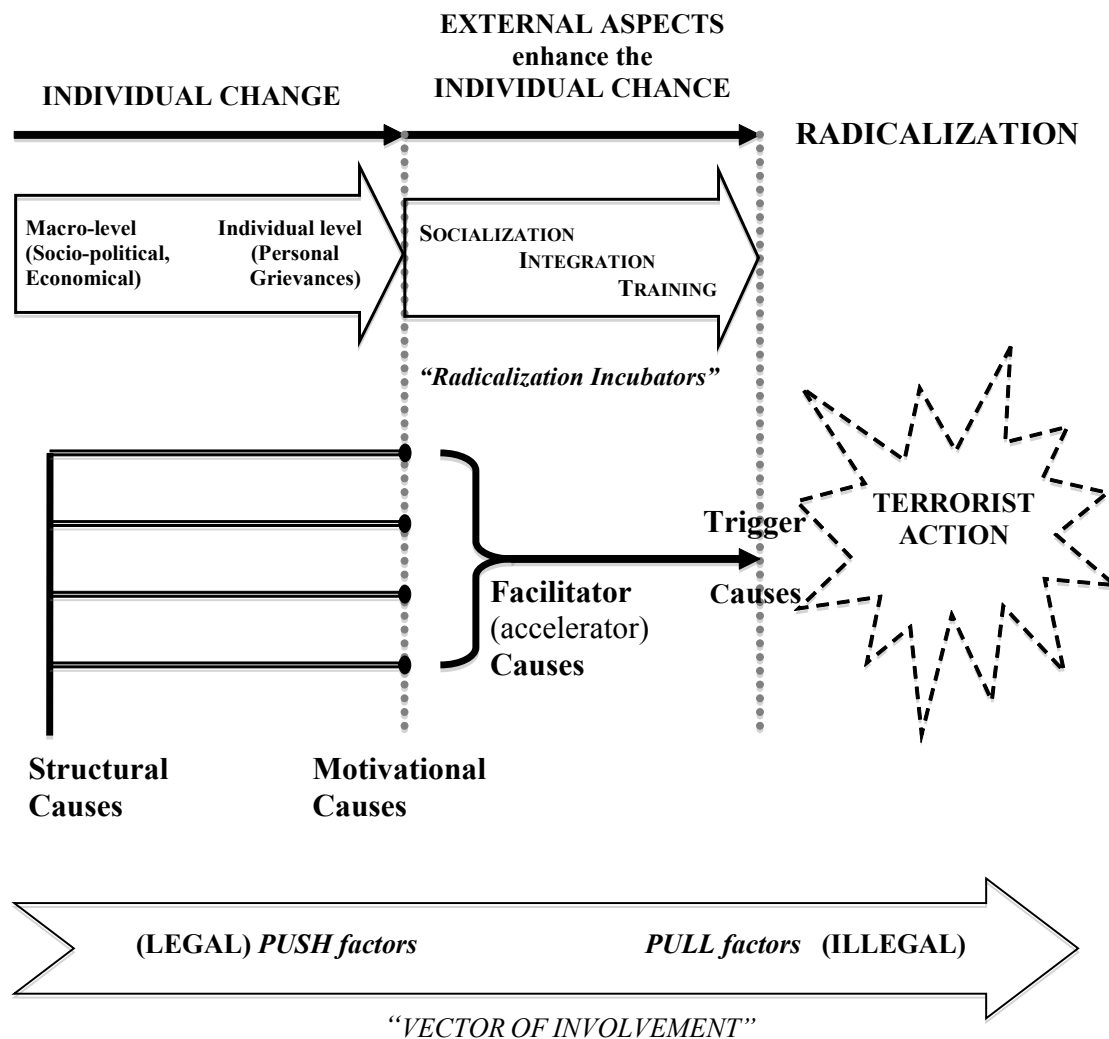 EXTERNAL ASPECTS
enhance the
INDIVIDUAL CHANCE
INDIVIDUAL CHANGE
RADICALIZATION
Macro-level
(Socio-political,
Economical)
Individual level
(Personal
Grievances)
SOCIALIZATION
INTEGRATION
TRAINING
“Radicalization Incubators”
TERRORIST
ACTION
Trigger
Causes
Facilitator
(accelerator)
Causes
Structural
Causes
Motivational
Causes
(LEGAL) PUSH factors
PULL factors (ILLEGAL)
“VECTOR OF INVOLVEMENT”